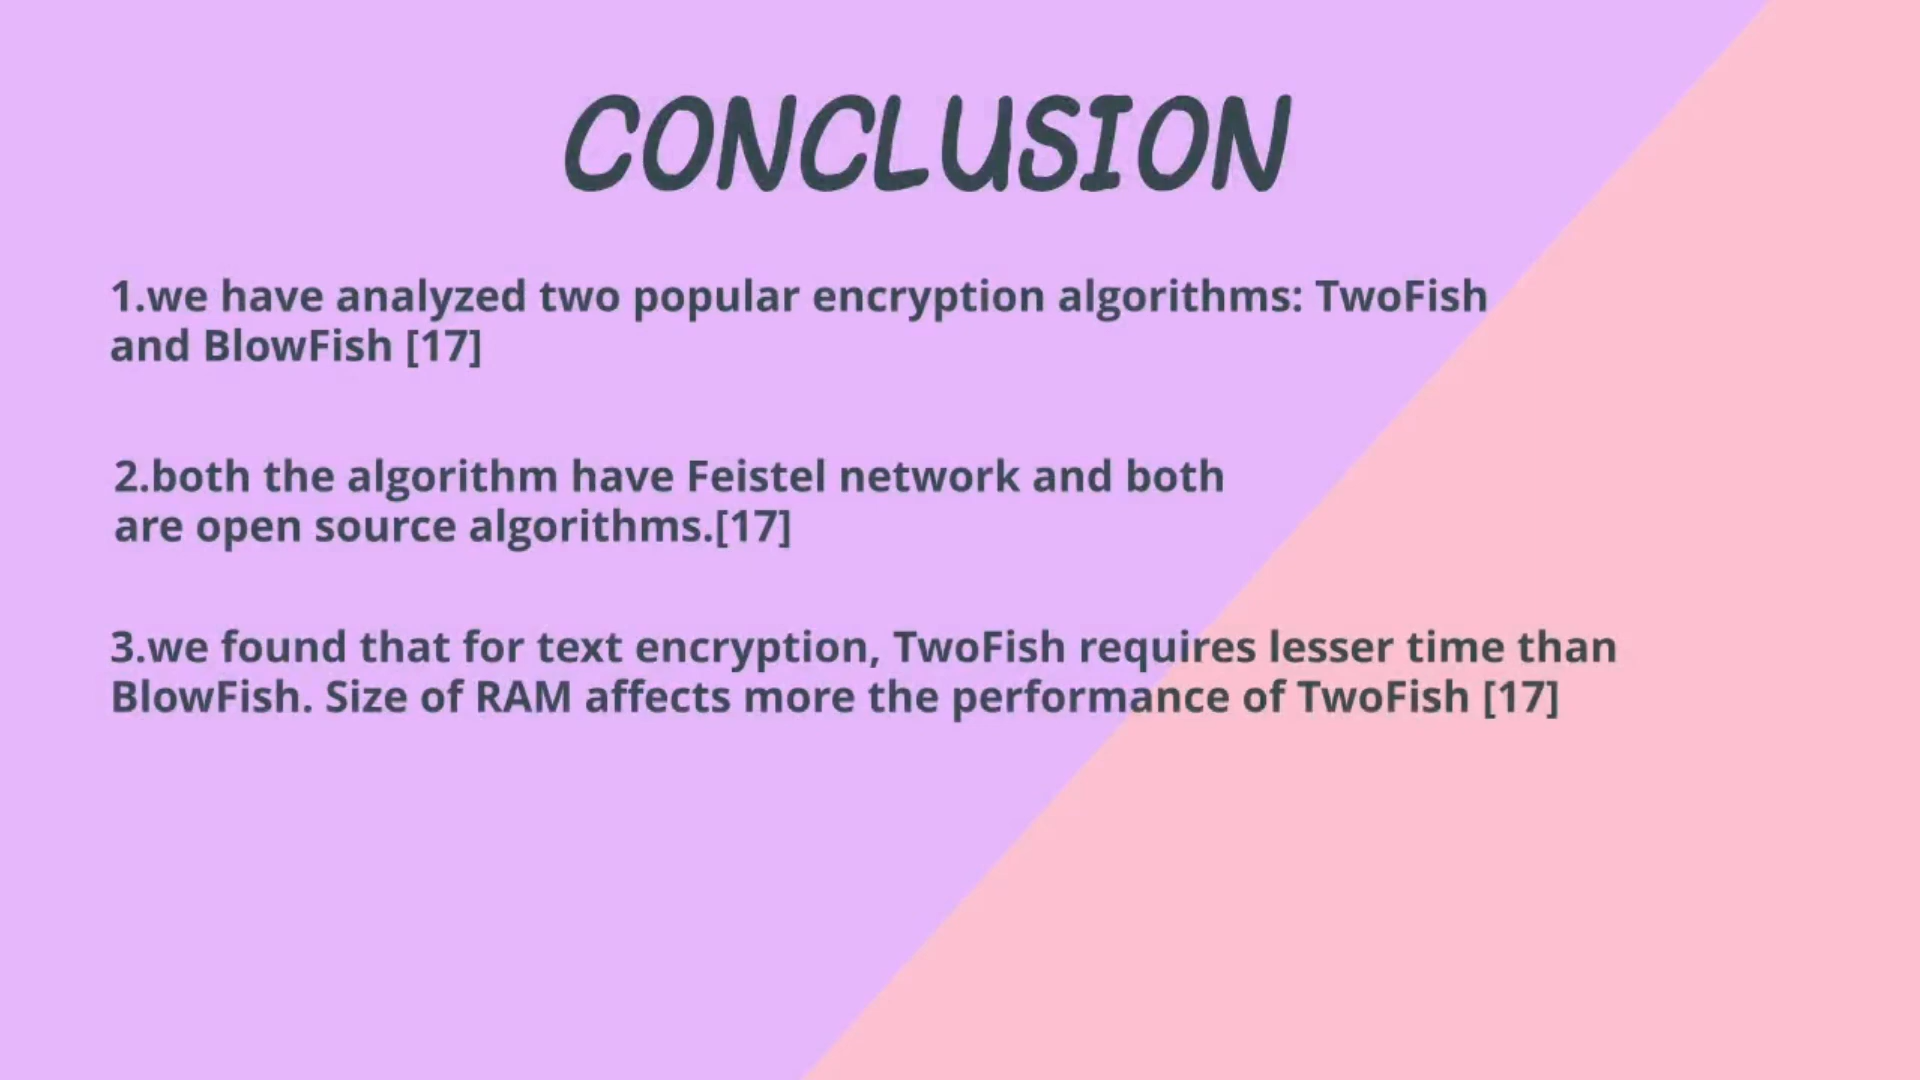 CONCLUSION
1.we have analyzed two popular encryption algorithms: TwoFish
and BlowFish [17]
2.both the algorithm have Feistel network and both
are open source algorithms.[17]
3.we found that for text encryption, TwoFish requires lesser time than
BlowFish. Size of RAM affects more the performance of TwoFish [17]